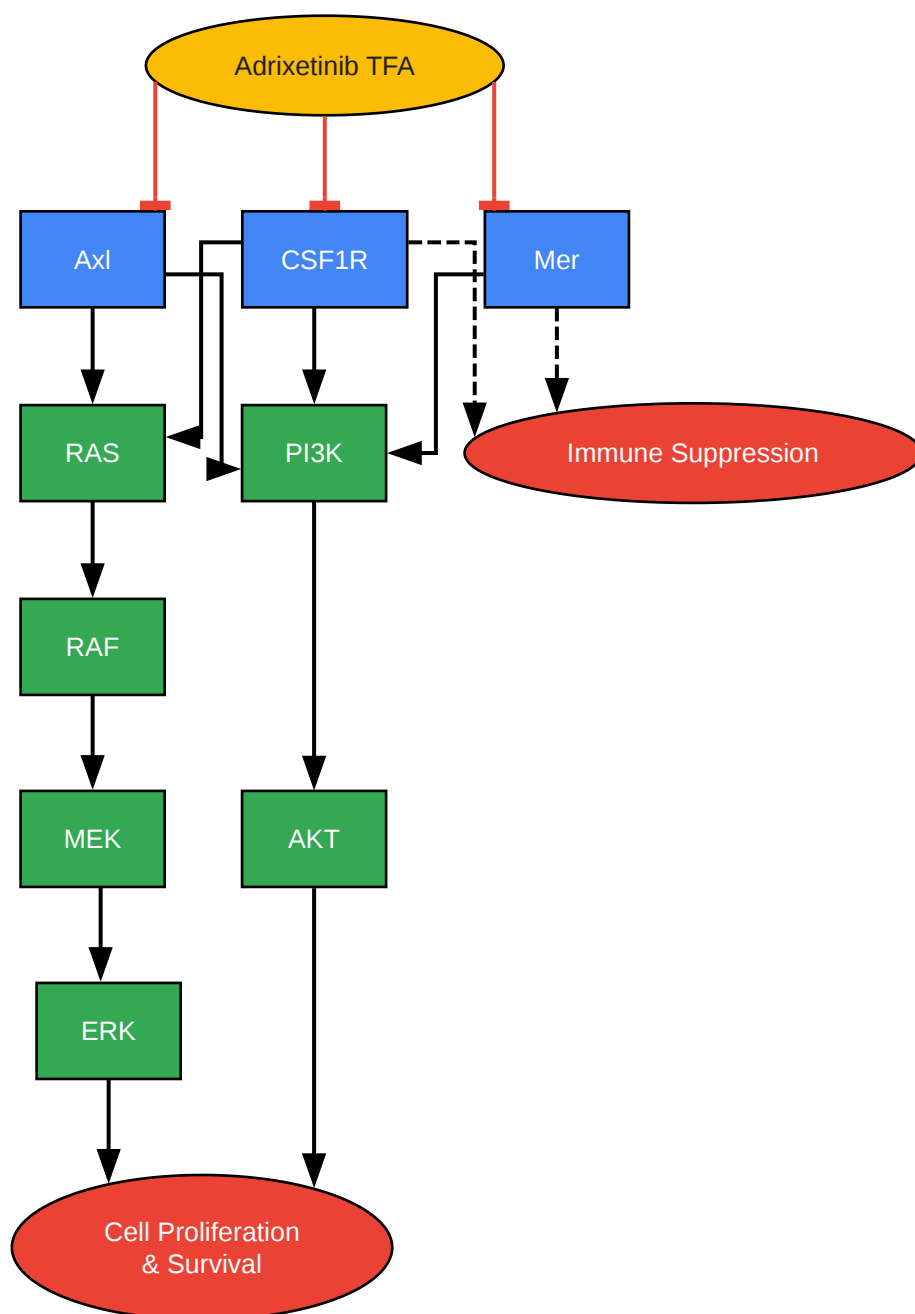 Adrixetinib TFA
Axl
CSF1R
Mer
RAS
PI3K
Immune Suppression
RAF
MEK
AKT
ERK
Cell Proliferation
& Survival